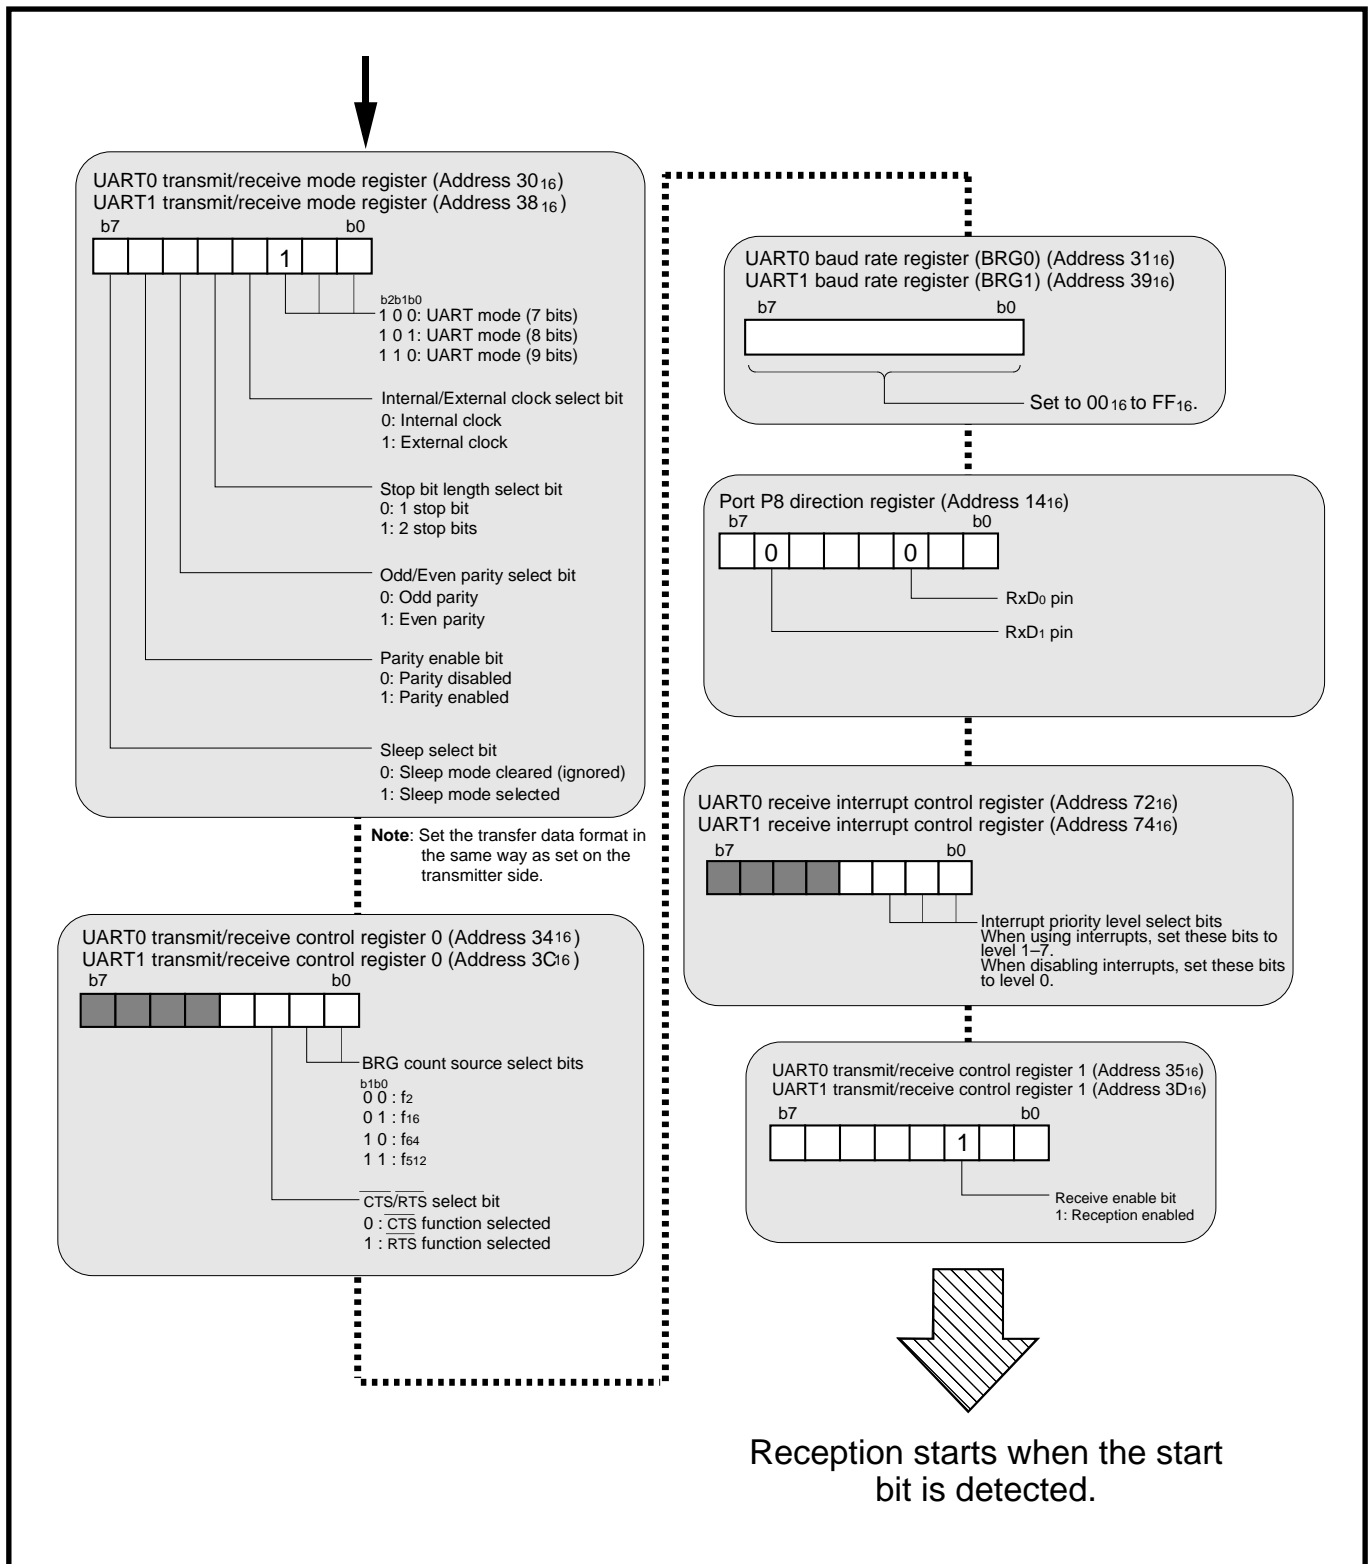 UART0 transmit/receive mode register (Address 3016)
UART1 transmit/receive mode register (Address 3816)
b7 b0
1
b2b1b0
1 0 0: UART mode (7 bits)
1 0 1: UART mode (8 bits)
1 1 0: UART mode (9 bits)
Internal/External clock select bit
0: Internal clock
1: External clock
Stop bit length select bit
0: 1 stop bit
1: 2 stop bits
Odd/Even parity select bit
0: Odd parity
1: Even parity
Parity enable bit
0: Parity disabled
1: Parity enabled
Sleep select bit
0: Sleep mode cleared (ignored)
1: Sleep mode selected
Note: Set the transfer data format in
the same way as set on the
transmitter side.
UART0 transmit/receive control register 0 (Address 3416)
UART1 transmit/receive control register 0 (Address 3C16)
b7 b0
BRG count source select bits
b1b0
0 0 : f2
0 1 : f16
1 0 : f64
1 1 : f512
CTS/RTS select bit
0 : CTS function selected
1 : RTS function selected
UART0 baud rate register (BRG0) (Address 3116)
UART1 baud rate register (BRG1) (Address 3916)
b7 b0
Set to 0016 to FF16.
Port P8 direction register (Address 1416)
b7 b0
0 0
RxD0 pin
RxD1 pin
UART0 receive interrupt control register (Address 7216)
UART1 receive interrupt control register (Address 7416)
b7 b0
Interrupt priority level select bits
When using interrupts, set these bits to
level 1–7.
When disabling interrupts, set these bits
to level 0.
UART0 transmit/receive control register 1 (Address 3516)
UART1 transmit/receive control register 1 (Address 3D16)
b7 b0
1
Receive enable bit
1: Reception enabled
Reception starts when the start
bit is detected.